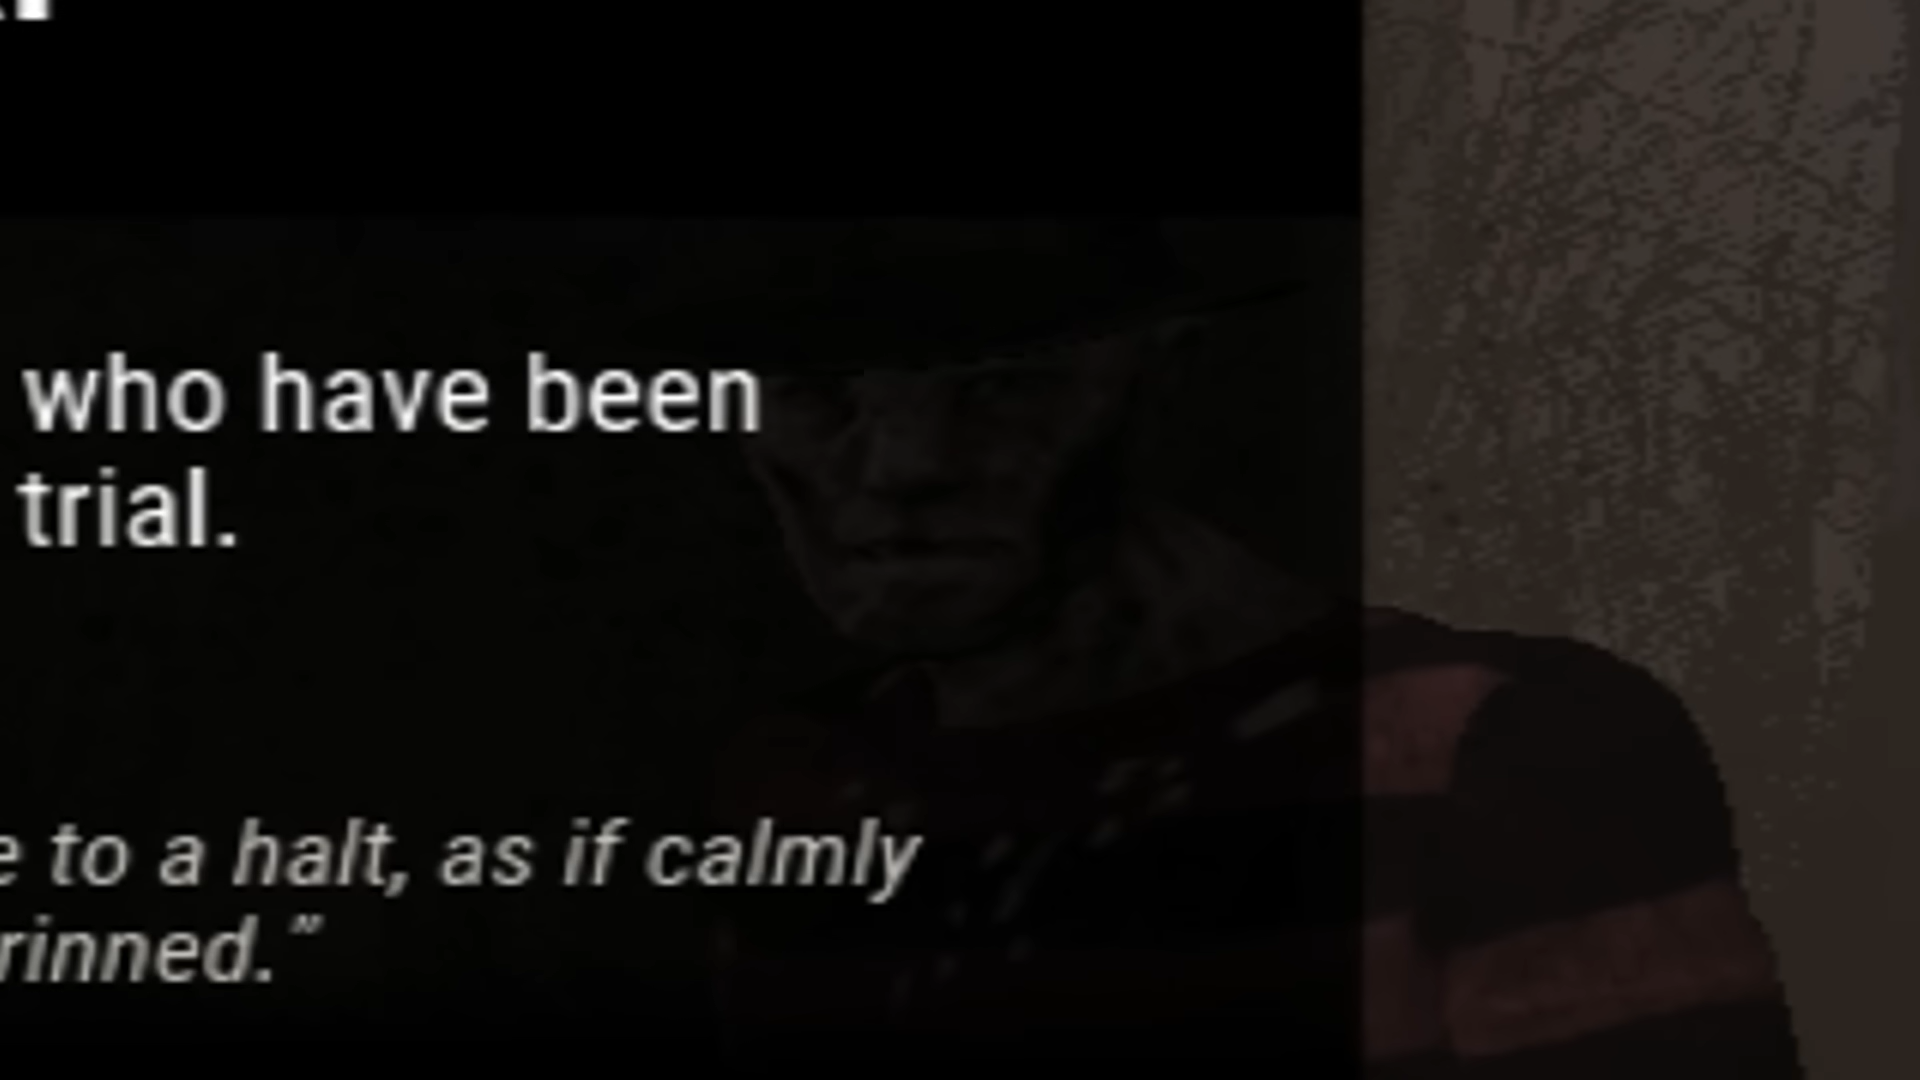 who have been
trial.
e to a halt, as if calmly
rinned.”